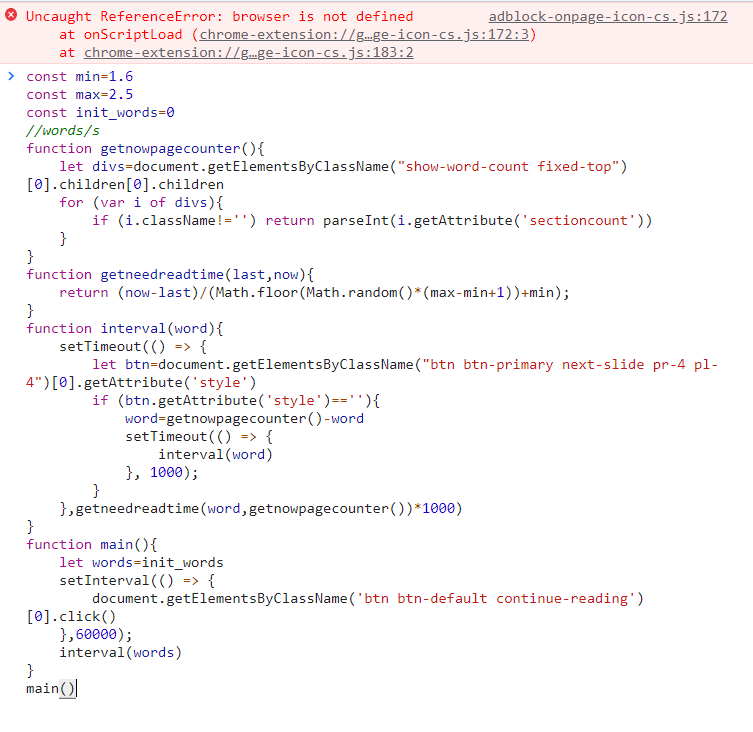 Uncaught ReferenceError: browser is not defined adblock-onpage-icon-cs.js:172
at onScriptLoad (chrome-extension://g…ge-icon-cs.js:172:3)
at chrome-extension://g…ge-icon-cs.js:183:2
const min=1.6
const max=2.5
const init_words=0
//words/s
function getnowpagecounter(){
let divs=document.getElementsByClassName("show-word-count fixed-top")
[0].children[0].children
for (var i of divs){
if (i.className!='') return parseInt(i.getAttribute('sectioncount'))
}
}
function getneedreadtime(last,now){
return (now-last)/(Math.floor(Math.random()*(max-min+1))+min);
}
function interval(word){
setTimeout(() => {
let btn=document.getElementsByClassName("btn btn-primary next-slide pr-4 pl-
4")[0].getAttribute('style')
if (btn.getAttribute('style')==''){
word=getnowpagecounter()-word
setTimeout(() => {
interval(word)
}, 1000);
}
},getneedreadtime(word,getnowpagecounter())*1000)
}
function main(){
let words=init_words
setInterval(() => {
document.getElementsByClassName('btn btn-default continue-reading')
[0].click()
},60000);
interval(words)
}
main()